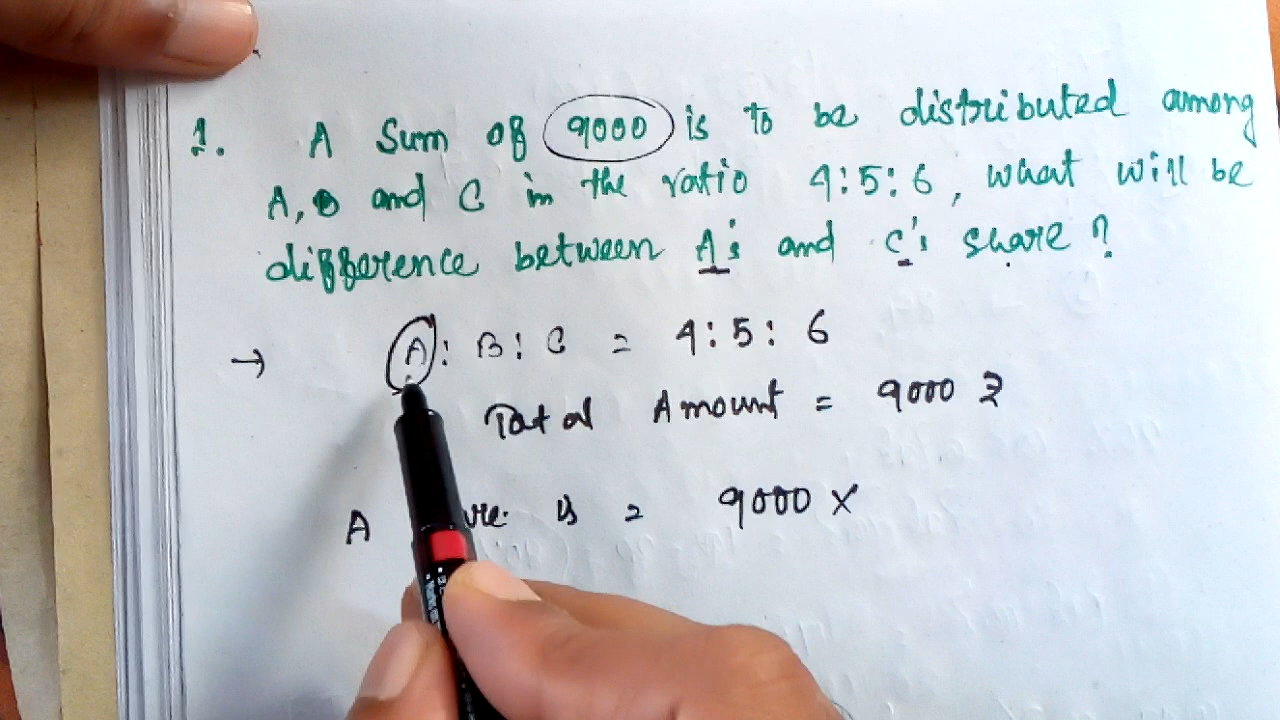 1. A Sum of 9000 is to be distributed among
A, B and C in the ratio 4:5:6, what will be
difference between A's and C's share ?
→ A : B : C = 4 : 5 : 6
Total Amount = 9000 ₹
A is = 9000 ×